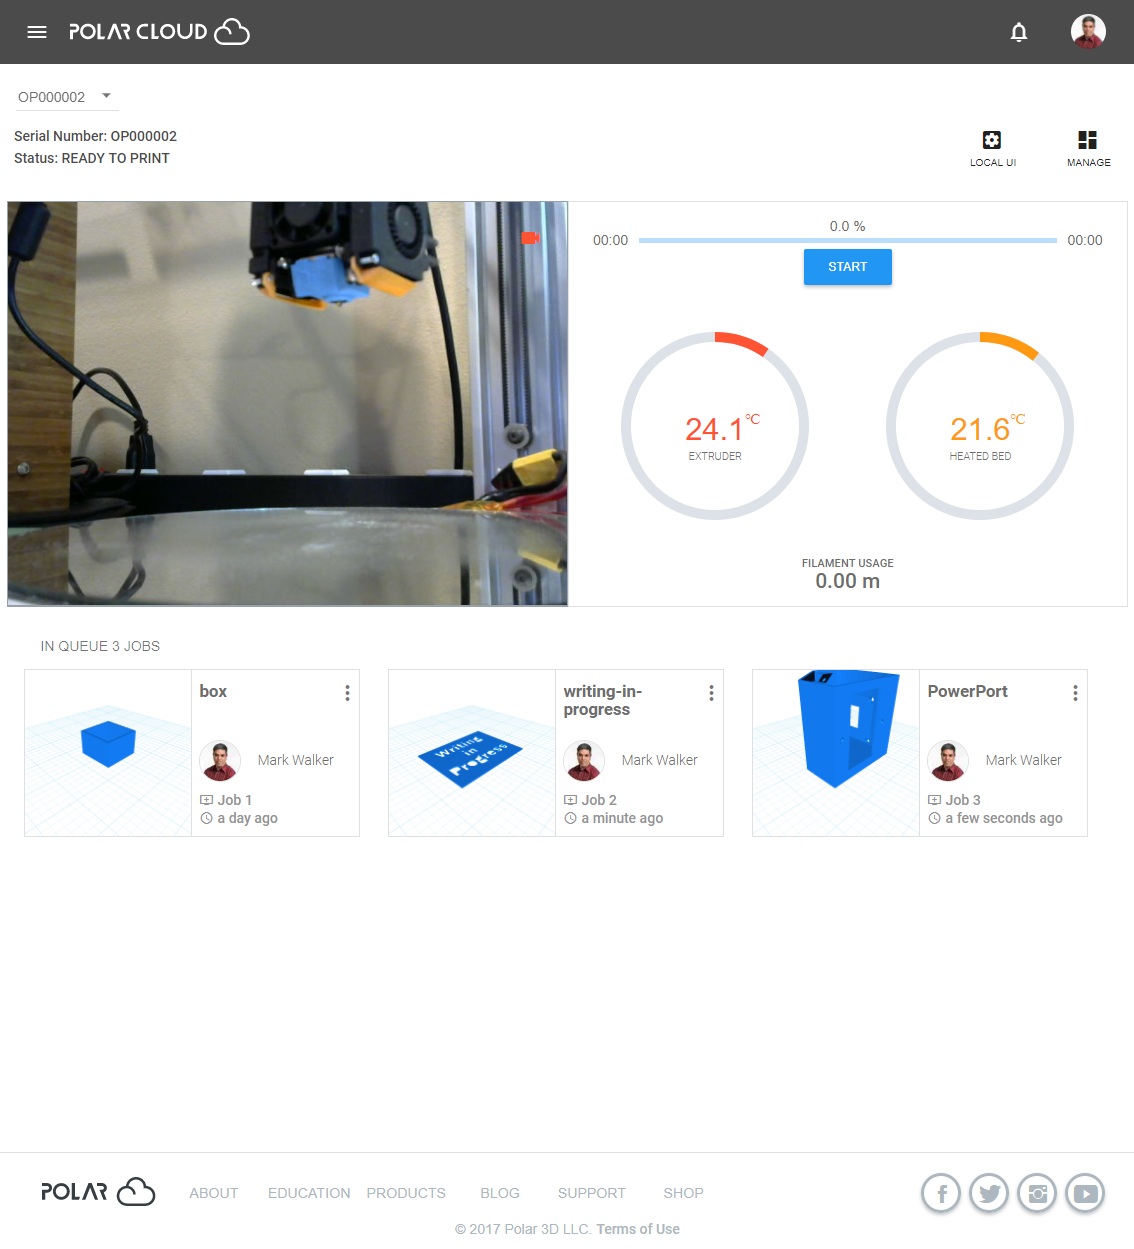 POLAR CLOUD
OP000002
Serial Number: OP000002
Status: READY TO PRINT
LOCAL UI
MANAGE
0.0 %
00:00
00:00
START
24.1°C
EXTRUDER
21.6°C
HEATED BED
FILAMENT USAGE
0.00 m
IN QUEUE 3 JOBS
box
Mark Walker
Job 1
a day ago
Writing
in
Progress
writing-in-
progress
Mark Walker
Job 2
a minute ago
PowerPort
Mark Walker
Job 3
a few seconds ago
POLAR
ABOUT
EDUCATION
PRODUCTS
BLOG
SUPPORT
SHOP
© 2017 Polar 3D LLC. Terms of Use